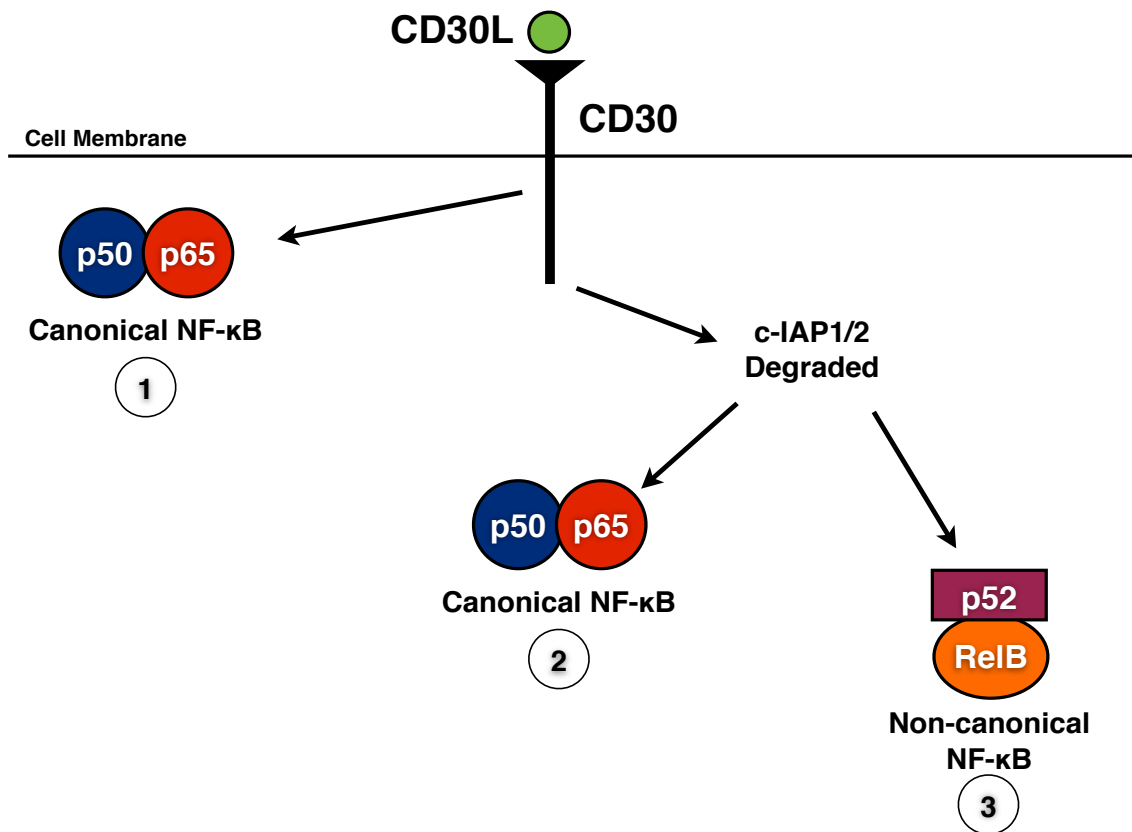 CD30L
CD30
Cell Membrane
p50 p65
Canonical NF-κB
1
c-IAP1/2
Degraded
p50 p65
Canonical NF-κB
2
p52
RelB
Non-canonical
NF-κB
3